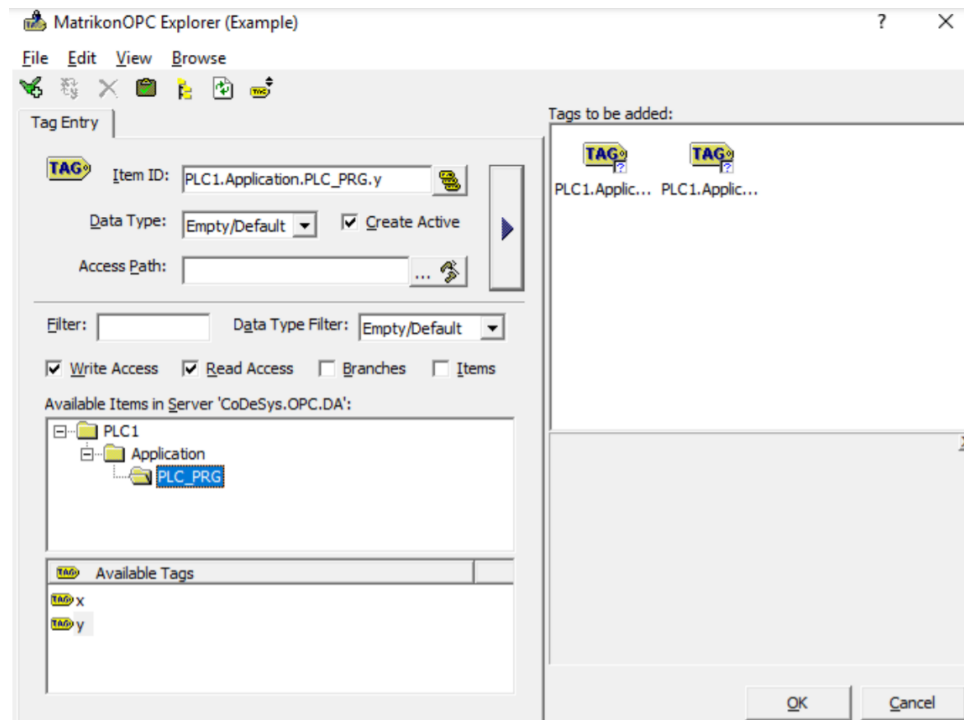 MatrikonOPC Explorer (Example)
? X
File Edit View Browse
TAG
Tag Entry
TAG Item ID: PLC1.Application.PLC_PRG.y
Data Type: Empty/Default Create Active
Access Path: ...
Filter: Data Type Filter: Empty/Default
Write Access Read Access Branches Items
Available Items in Server 'CoDeSys.OPC.DA':
PLC1
Application
PLC_PRG
TAG Available Tags
TAG x
TAG y
Tags to be added:
TAG ? TAG ?
PLC1.Applic... PLC1.Applic...
OK Cancel